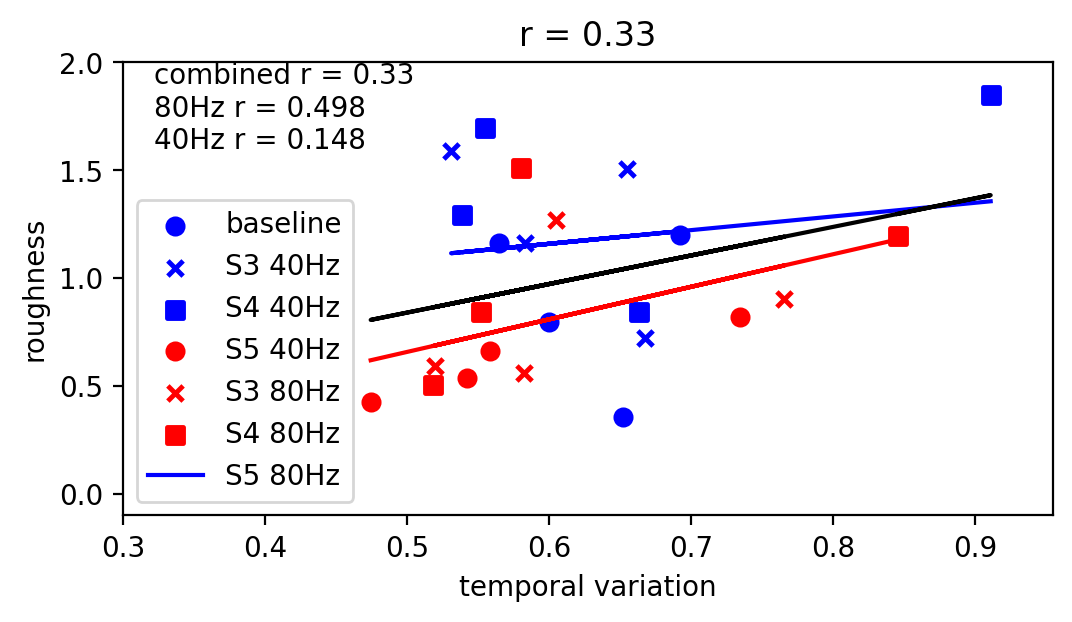 r = 0.33
combined r = 0.33
80Hz r = 0.498
40Hz r = 0.148
2.0
1.5
1.0
0.5
0.0
roughness
baseline
S3 40Hz
S4 40Hz
S5 40Hz
S3 80Hz
S4 80Hz
S5 80Hz
0.3 0.4 0.5 0.6 0.7 0.8 0.9
temporal variation